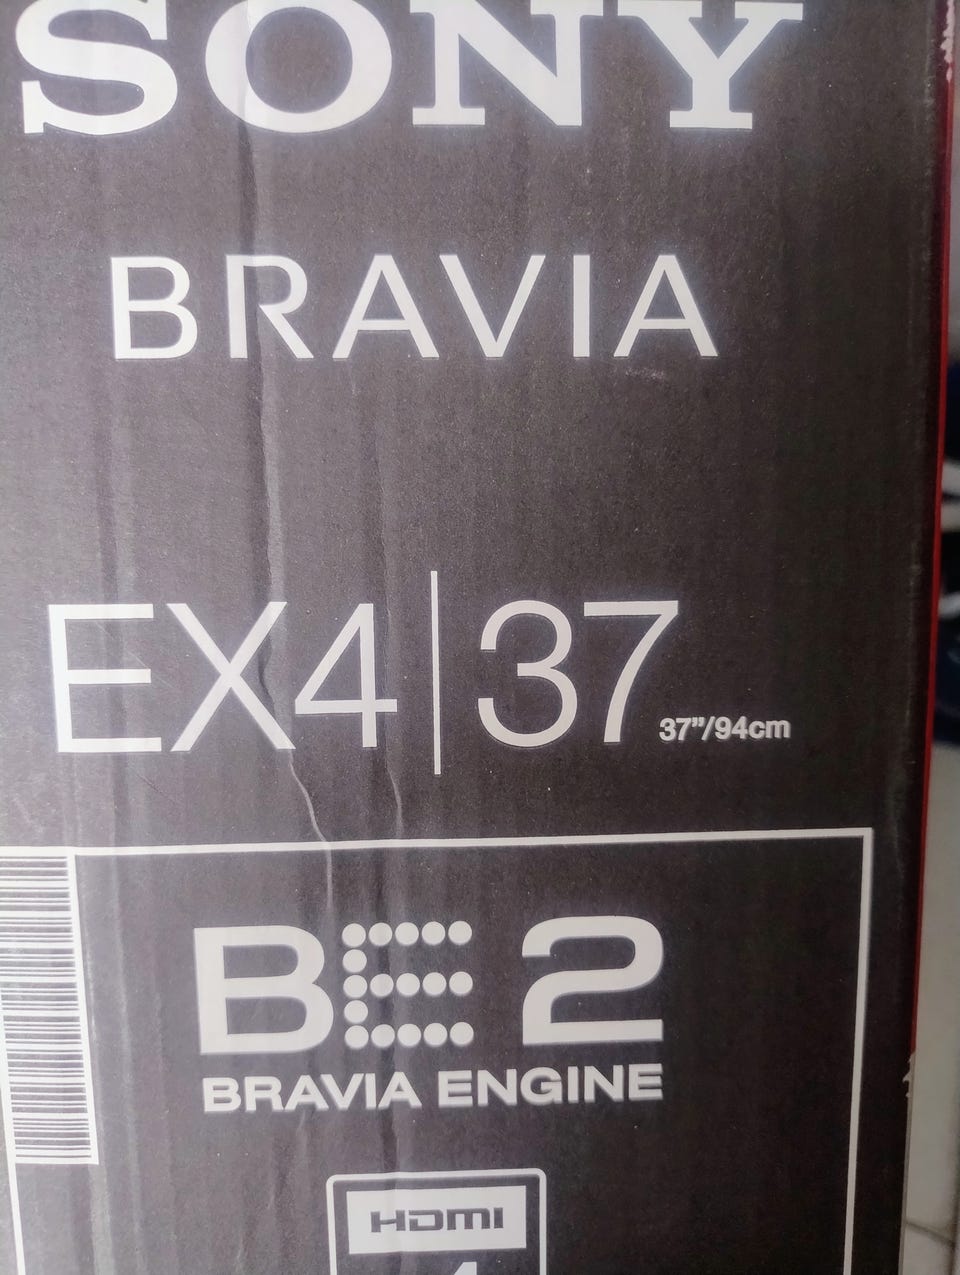 SONY
BRAVIA
EX4|37
37"/94cm
BE 2
BRAVIA ENGINE
HDMI